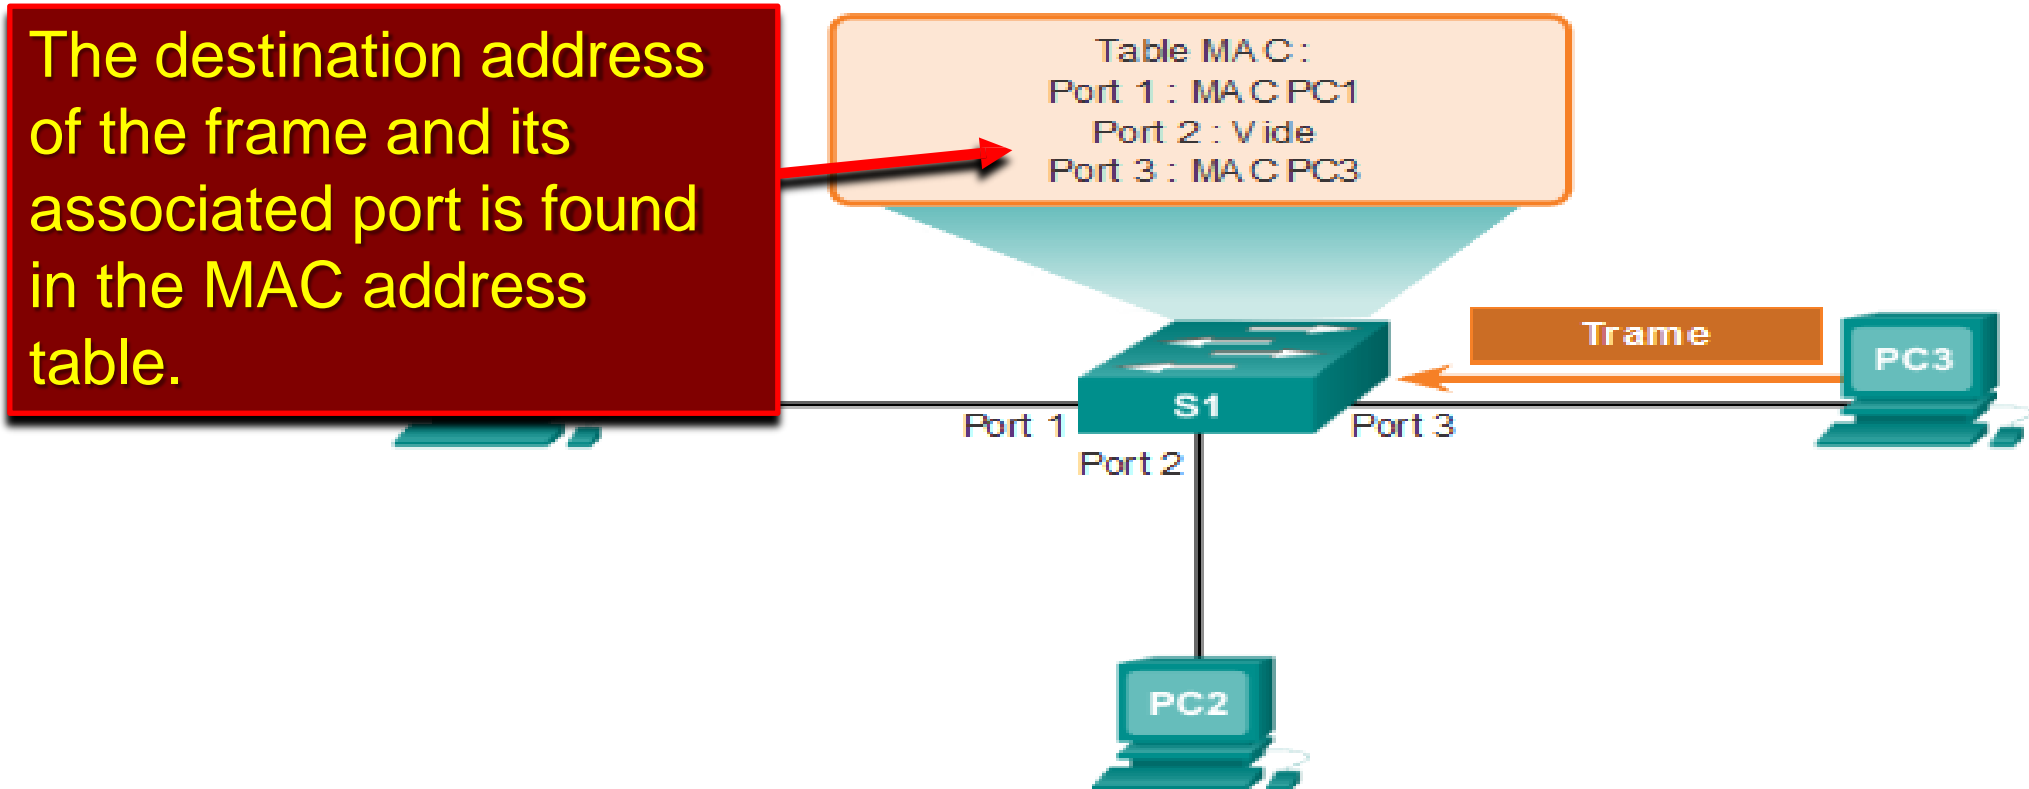 The destination address
of the frame and its
associated port is found
in the MAC address
table.
Table MAC :
Port 1 : MAC PC1
Port 2 : Vide
Port 3 : MAC PC3
Trame
PC3
S1
Port 1
Port 3
Port 2
PC2